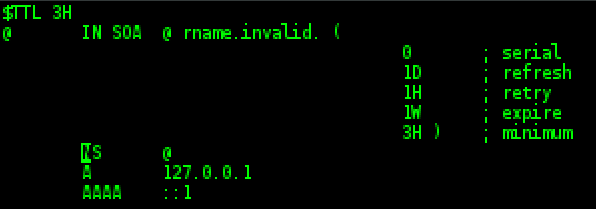 $TTL 3H
@ IN SOA @ rname.invalid. (
0 ; serial
1D ; refresh
1H ; retry
1W ; expire
3H ) ; minimum
NS @
A 127.0.0.1
AAAA ::1